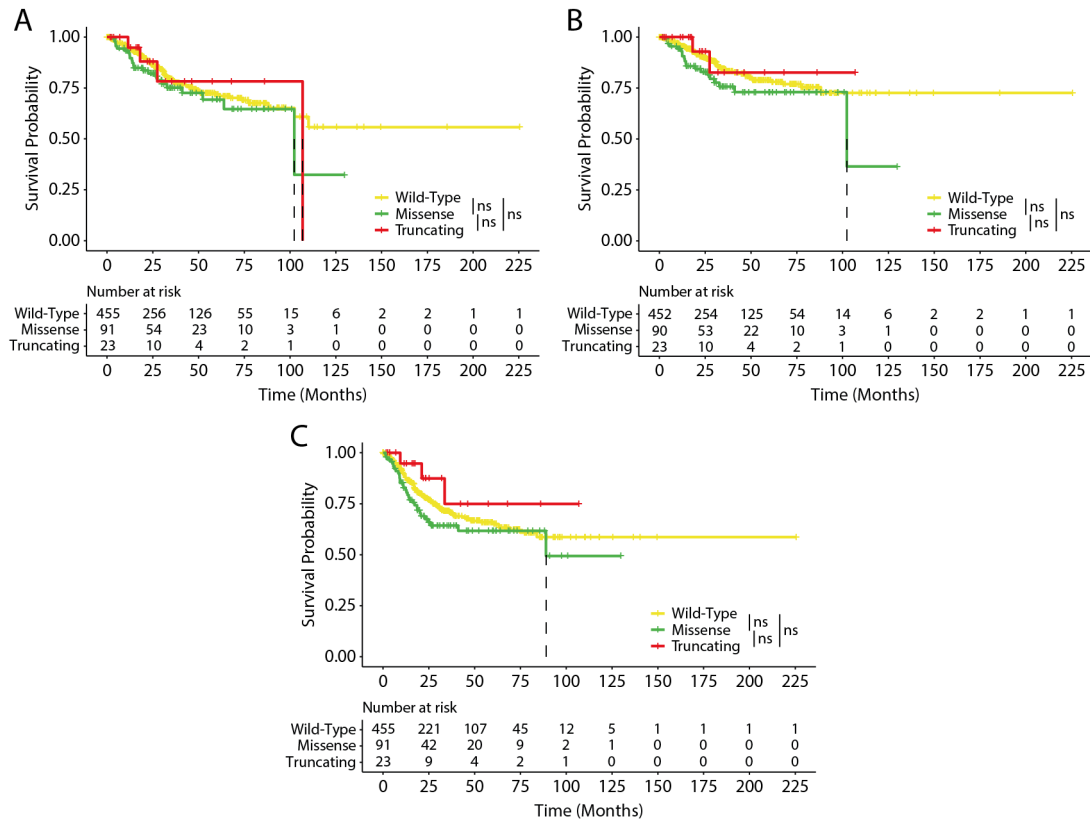 A
Survival Probability
1.00
0.75
0.50
0.25
0.00
Wild-Type
Missense
Truncating
ns
ns
ns
0 25 50 75 100 125 150 175 200 225
Number at risk
Wild-Type 455 256 126 55 15 6 2 2 1 1
Missense 91 54 23 10 3 1 0 0 0 0
Truncating 23 10 4 2 1 0 0 0 0 0
0 25 50 75 100 125 150 175 200 225
Time (Months)
B
Survival Probability
1.00
0.75
0.50
0.25
0.00
Wild-Type
Missense
Truncating
ns
ns
ns
0 25 50 75 100 125 150 175 200 225
Number at risk
Wild-Type 452 254 125 54 14 6 2 2 1 1
Missense 90 53 22 10 3 1 0 0 0 0
Truncating 23 10 4 2 1 0 0 0 0 0
0 25 50 75 100 125 150 175 200 225
Time (Months)
C
Survival Probability
1.00
0.75
0.50
0.25
0.00
Wild-Type
Missense
Truncating
ns
ns
ns
0 25 50 75 100 125 150 175 200 225
Number at risk
Wild-Type 455 221 107 45 12 5 1 1 1 1
Missense 91 42 20 9 2 1 0 0 0 0
Truncating 23 9 4 2 1 0 0 0 0 0
0 25 50 75 100 125 150 175 200 225
Time (Months)